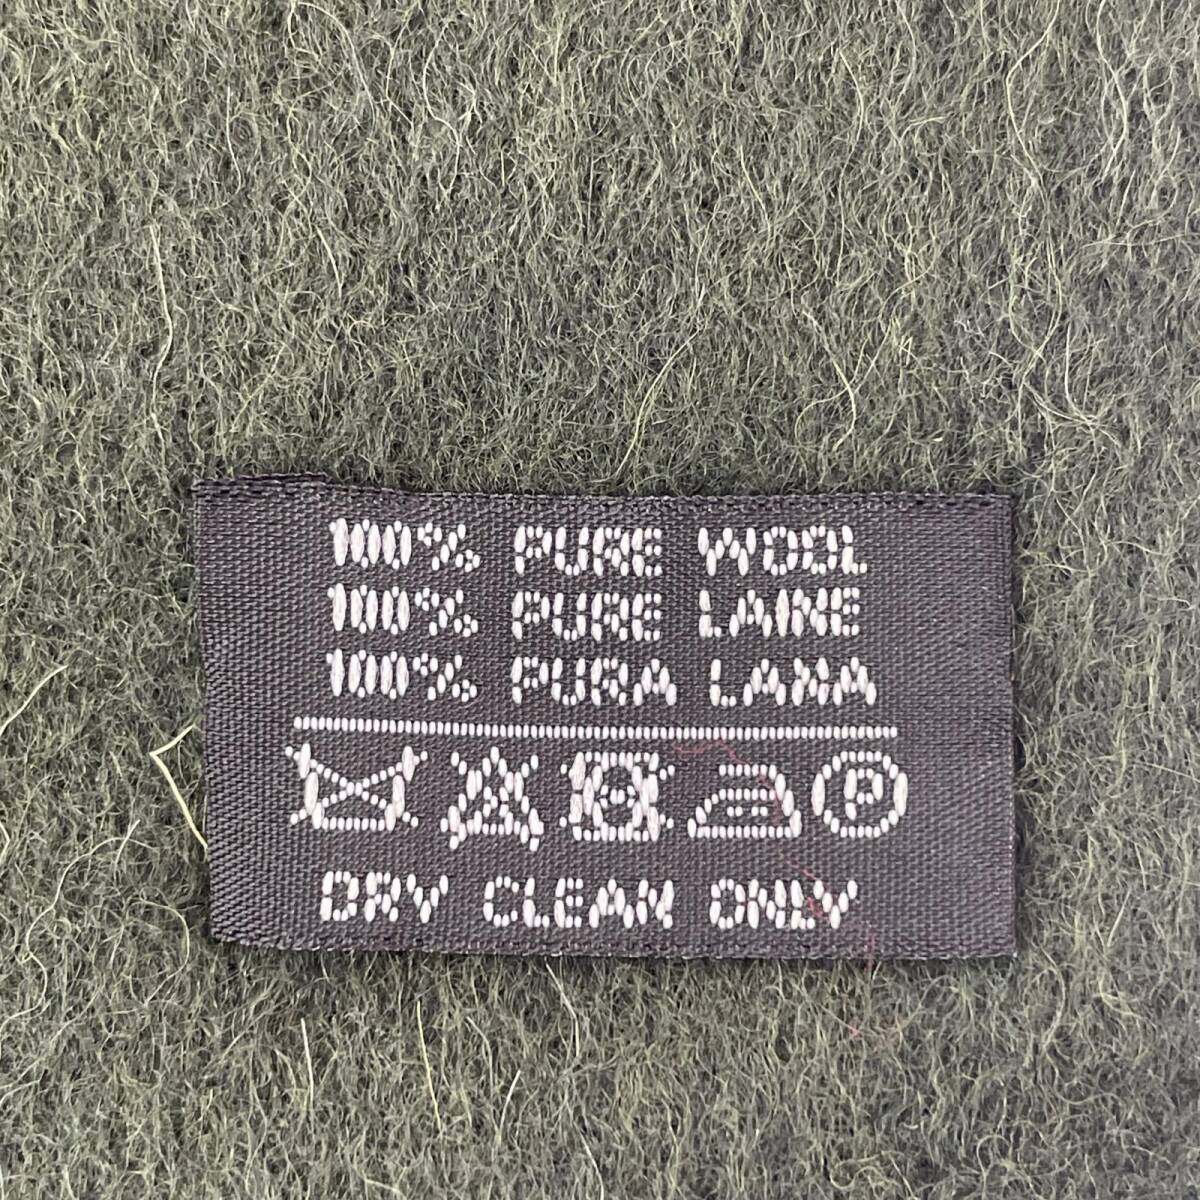 100% PURE WOOL
100% PURE LAINE
100% PURA LANA
P
DRY CLEAN ONLY